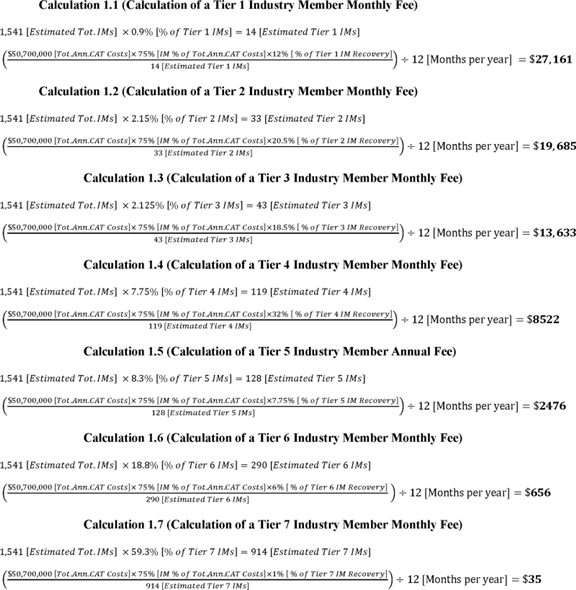 Calculation 1.1 (Calculation of a Tier 1 Industry Member Monthly Fee)
1,541 [Estimated Tot. IMs] × 0.9% [% of Tier 1 IMs] = 14 [Estimated Tier 1 IMs]
($50,700,000 [Tot.Ann.CAT Costs]× 75% [IM % of Tot.Ann.CAT Costs]×12% [ % of Tier 1 IM Recovery] / 14 [Estimated Tier 1 IMs]) ÷ 12 [Months per year] = $27,161
Calculation 1.2 (Calculation of a Tier 2 Industry Member Monthly Fee)
1,541 [Estimated Tot. IMs] × 2.15% [% of Tier 2 IMs] = 33 [Estimated Tier 2 IMs]
($50,700,000 [Tot.Ann.CAT Costs]× 75% [IM % of Tot.Ann.CAT Costs]×20.5% [ % of Tier 2 IM Recovery] / 33 [Estimated Tier 2 IMs]) ÷ 12 [Months per year] = $19,685
Calculation 1.3 (Calculation of a Tier 3 Industry Member Monthly Fee)
1,541 [Estimated Tot. IMs] × 2.125% [% of Tier 3 IMs] = 43 [Estimated Tier 3 IMs]
($50,700,000 [Tot.Ann.CAT Costs]× 75% [IM % of Tot.Ann.CAT Costs]×18.5% [ % of Tier 3 IM Recovery] / 43 [Estimated Tier 3 IMs]) ÷ 12 [Months per year] = $13,633
Calculation 1.4 (Calculation of a Tier 4 Industry Member Monthly Fee)
1,541 [Estimated Tot. IMs] × 7.75% [% of Tier 4 IMs] = 119 [Estimated Tier 4 IMs]
($50,700,000 [Tot.Ann.CAT Costs]× 75% [IM % of Tot.Ann.CAT Costs]×32% [ % of Tier 4 IM Recovery] / 119 [Estimated Tier 4 IMs]) ÷ 12 [Months per year] = $8522
Calculation 1.5 (Calculation of a Tier 5 Industry Member Annual Fee)
1,541 [Estimated Tot. IMs] × 8.3% [% of Tier 5 IMs] = 128 [Estimated Tier 5 IMs]
($50,700,000 [Tot.Ann.CAT Costs]× 75% [IM % of Tot.Ann.CAT Costs]×7.75% [ % of Tier 5 IM Recovery] / 128 [Estimated Tier 5 IMs]) ÷ 12 [Months per year] = $2476
Calculation 1.6 (Calculation of a Tier 6 Industry Member Monthly Fee)
1,541 [Estimated Tot. IMs] × 18.8% [% of Tier 6 IMs] = 290 [Estimated Tier 6 IMs]
($50,700,000 [Tot.Ann.CAT Costs]× 75% [IM % of Tot.Ann.CAT Costs]×6% [ % of Tier 6 IM Recovery] / 290 [Estimated Tier 6 IMs]) ÷ 12 [Months per year] = $656
Calculation 1.7 (Calculation of a Tier 7 Industry Member Monthly Fee)
1,541 [Estimated Tot. IMs] × 59.3% [% of Tier 7 IMs] = 914 [Estimated Tier 7 IMs]
($50,700,000 [Tot.Ann.CAT Costs]× 75% [IM % of Tot.Ann.CAT Costs]×1% [ % of Tier 7 IM Recovery] / 914 [Estimated Tier 7 IMs]) ÷ 12 [Months per year] = $35